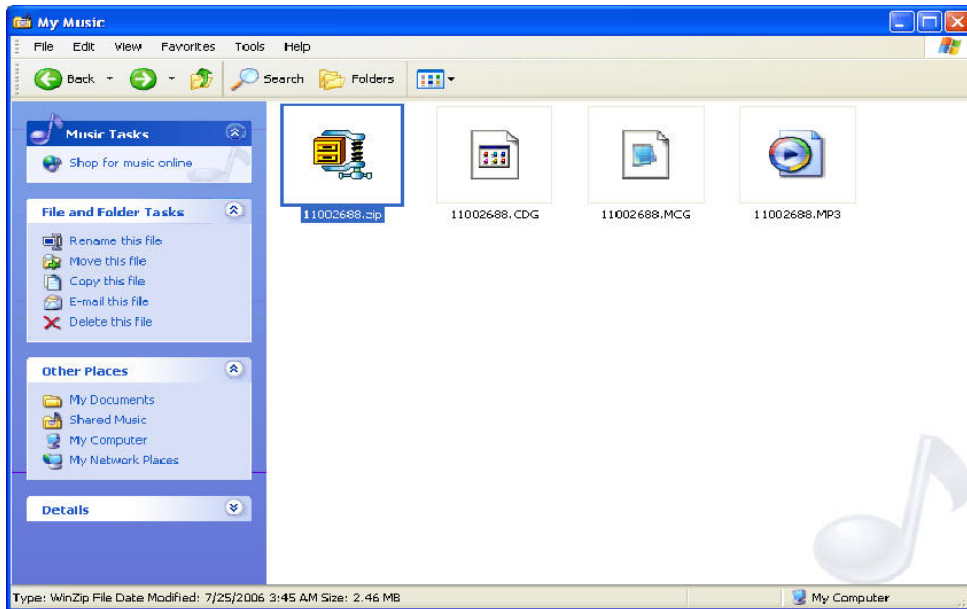 My Music
File Edit View Favorites Tools Help
Back Search Folders
Music Tasks
Shop for music online
File and Folder Tasks
Rename this file
Move this file
Copy this file
E-mail this file
Delete this file
Other Places
My Documents
Shared Music
My Computer
My Network Places
Details
11002688.zip 11002688.CDG 11002688.MCG 11002688.MP3
Type: WinZip File Date Modified: 7/25/2006 3:45 AM Size: 2.46 MB My Computer